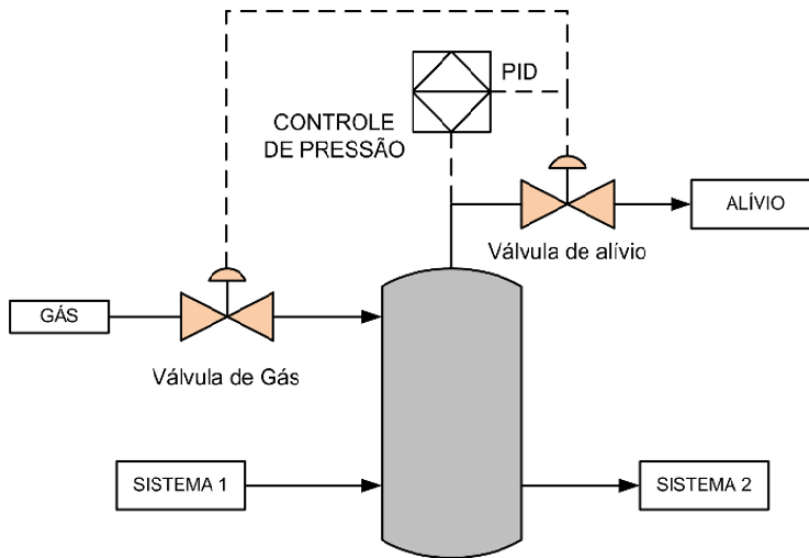 PID
CONTROLE
DE PRESSÃO
ALÍVIO
Válvula de alívio
GÁS
Válvula de Gás
SISTEMA 1
SISTEMA 2